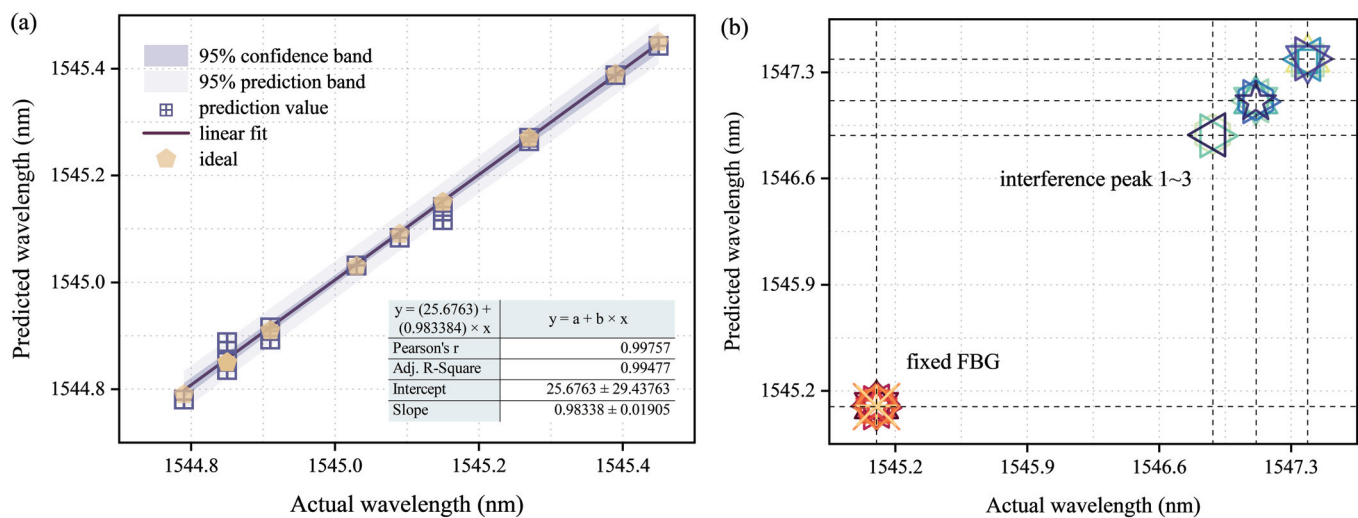 (a)
95% confidence band
95% prediction band
prediction value
linear fit
ideal
Predicted wavelength (nm)
1545.4
1545.2
1545.0
1544.8
y = (25.6763) +
(0.983384) × x
y = a + b × x
Pearson's r
0.99757
Adj. R-Square
0.99477
Intercept
25.6763 ± 29.43763
Slope
0.98338 ± 0.01905
1544.8
1545.0
1545.2
1545.4
Actual wavelength (nm)
(b)
Predicted wavelength (nm)
1547.3
1546.6
1545.9
1545.2
interference peak 1~3
fixed FBG
1545.2
1545.9
1546.6
1547.3
Actual wavelength (nm)